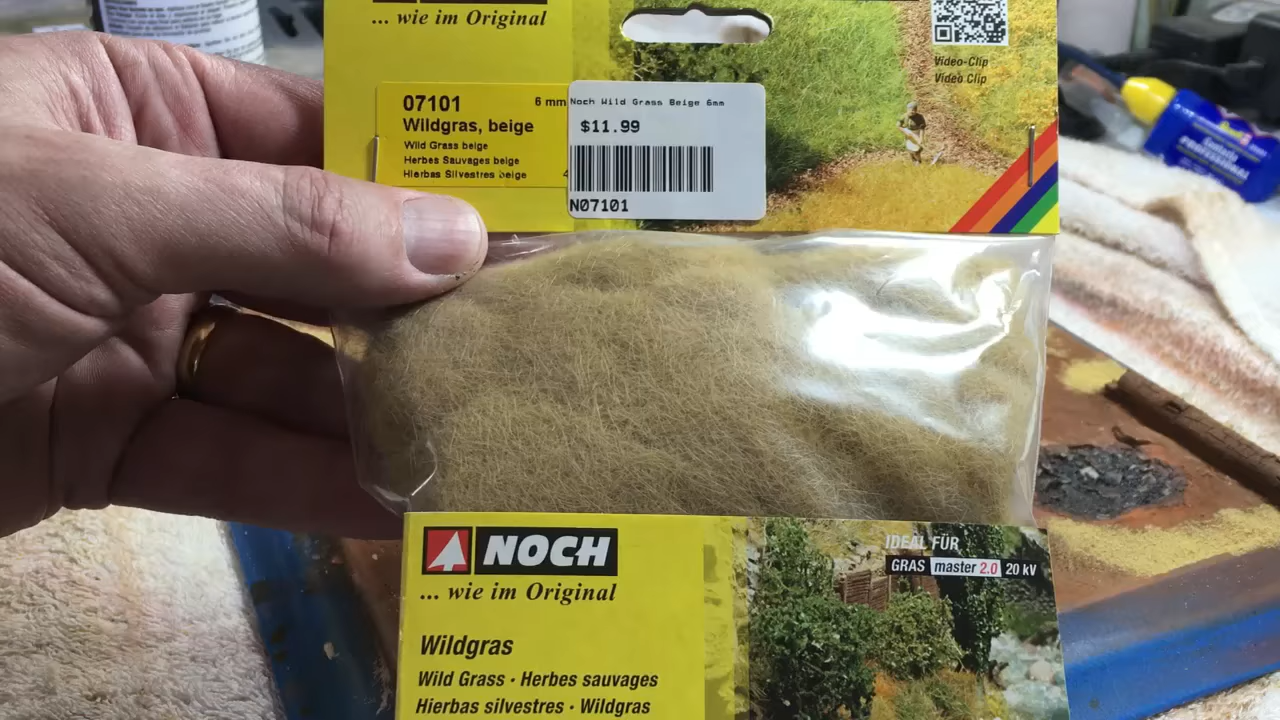 ... wie im Original
Video-Clip
Video Clip
07101
6 mm
Wildgras, beige
Wild Grass beige
Herbes Sauvages beige
Hierbas Silvestres beige
Noch Wild Grass Beige 6mm
$11.99
N07101
Revell
PROFESSIONAL
NOCH
... wie im Original
IDEAL FÜR
GRAS master 2.0 20 kV
Wildgras
Wild Grass · Herbes sauvages
Hierbas silvestres · Wildgras